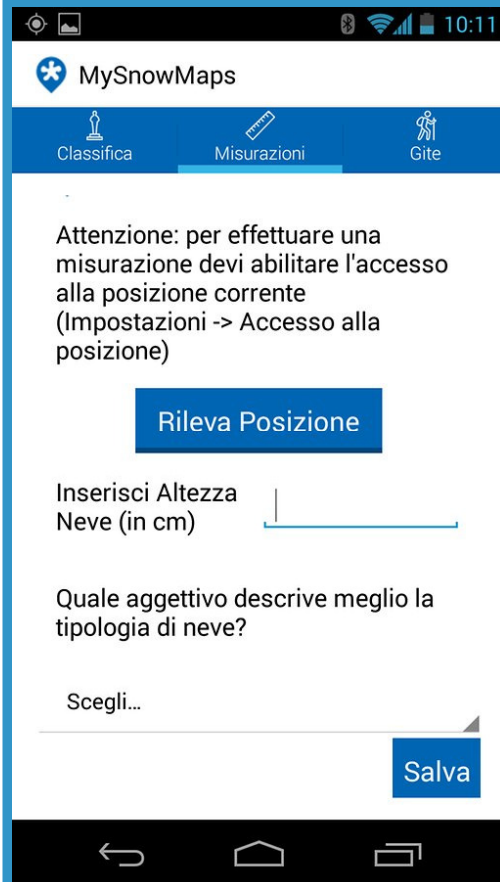 10:11
MySnowMaps
Classifica
Misurazioni
Gite
Attenzione: per effettuare una
misurazione devi abilitare l'accesso
alla posizione corrente
(Impostazioni -> Accesso alla
posizione)
Rileva Posizione
Inserisci Altezza
Neve (in cm)
Quale aggettivo descrive meglio la
tipologia di neve?
Scegli...
Salva